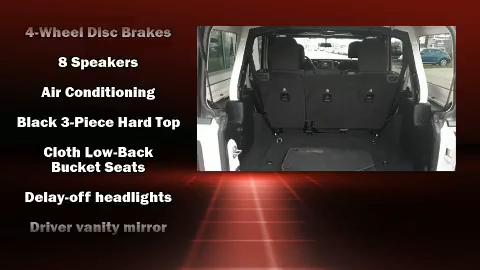 4-Wheel Disc Brakes
8 Speakers
Air Conditioning
Black 3-Piece Hard Top
Cloth Low-Back
Bucket Seats
Delay-off headlights
Driver vanity mirror